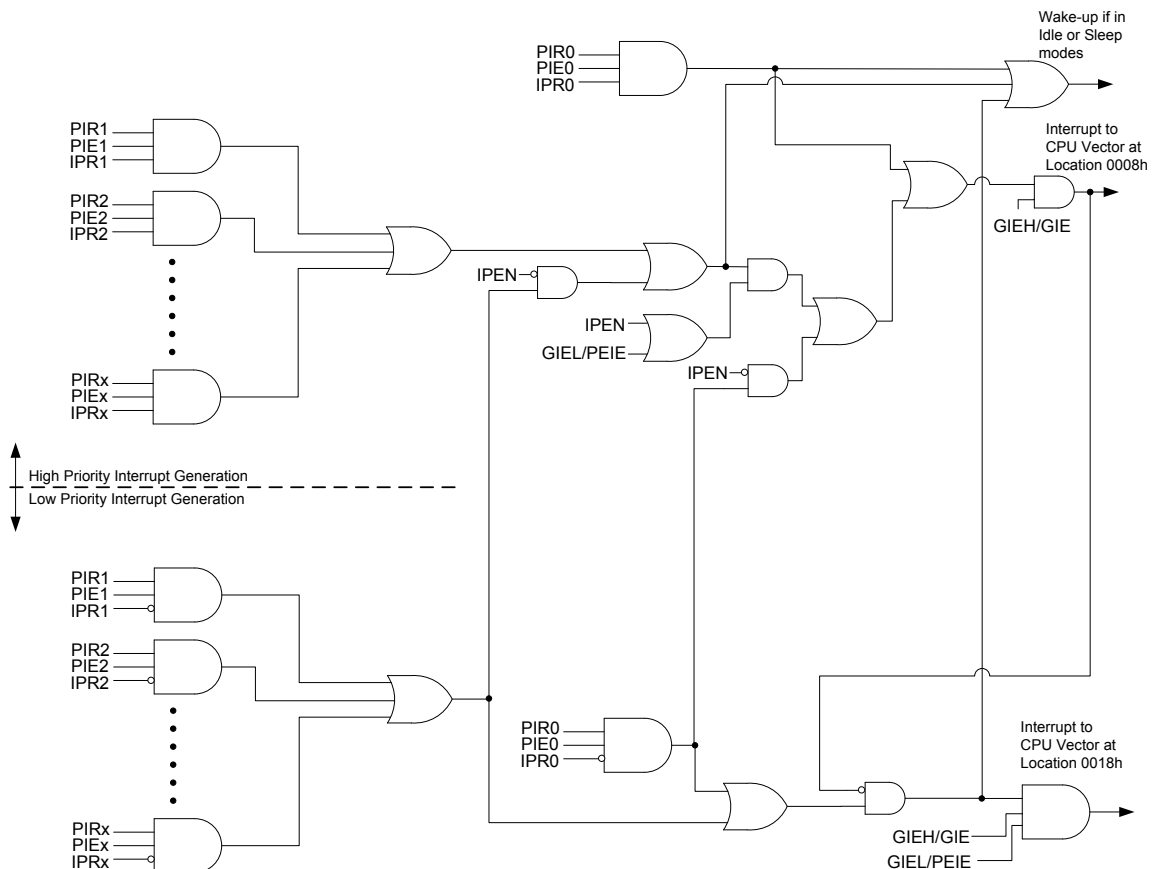 Wake-up if in
Idle or Sleep
modes
PIR0
PIE0
IPR0
Interrupt to
CPU Vector at
Location 0008h
GIEH/GIE
PIR1
PIE1
IPR1
PIR2
PIE2
IPR2
IPEN
IPEN
GIEL/PEIE
IPEN
PIRx
PIEx
IPRx
High Priority Interrupt Generation
Low Priority Interrupt Generation
PIR1
PIE1
IPR1
PIR2
PIE2
IPR2
PIR0
PIE0
IPR0
Interrupt to
CPU Vector at
Location 0018h
PIRx
PIEx
IPRx
GIEH/GIE
GIEL/PEIE